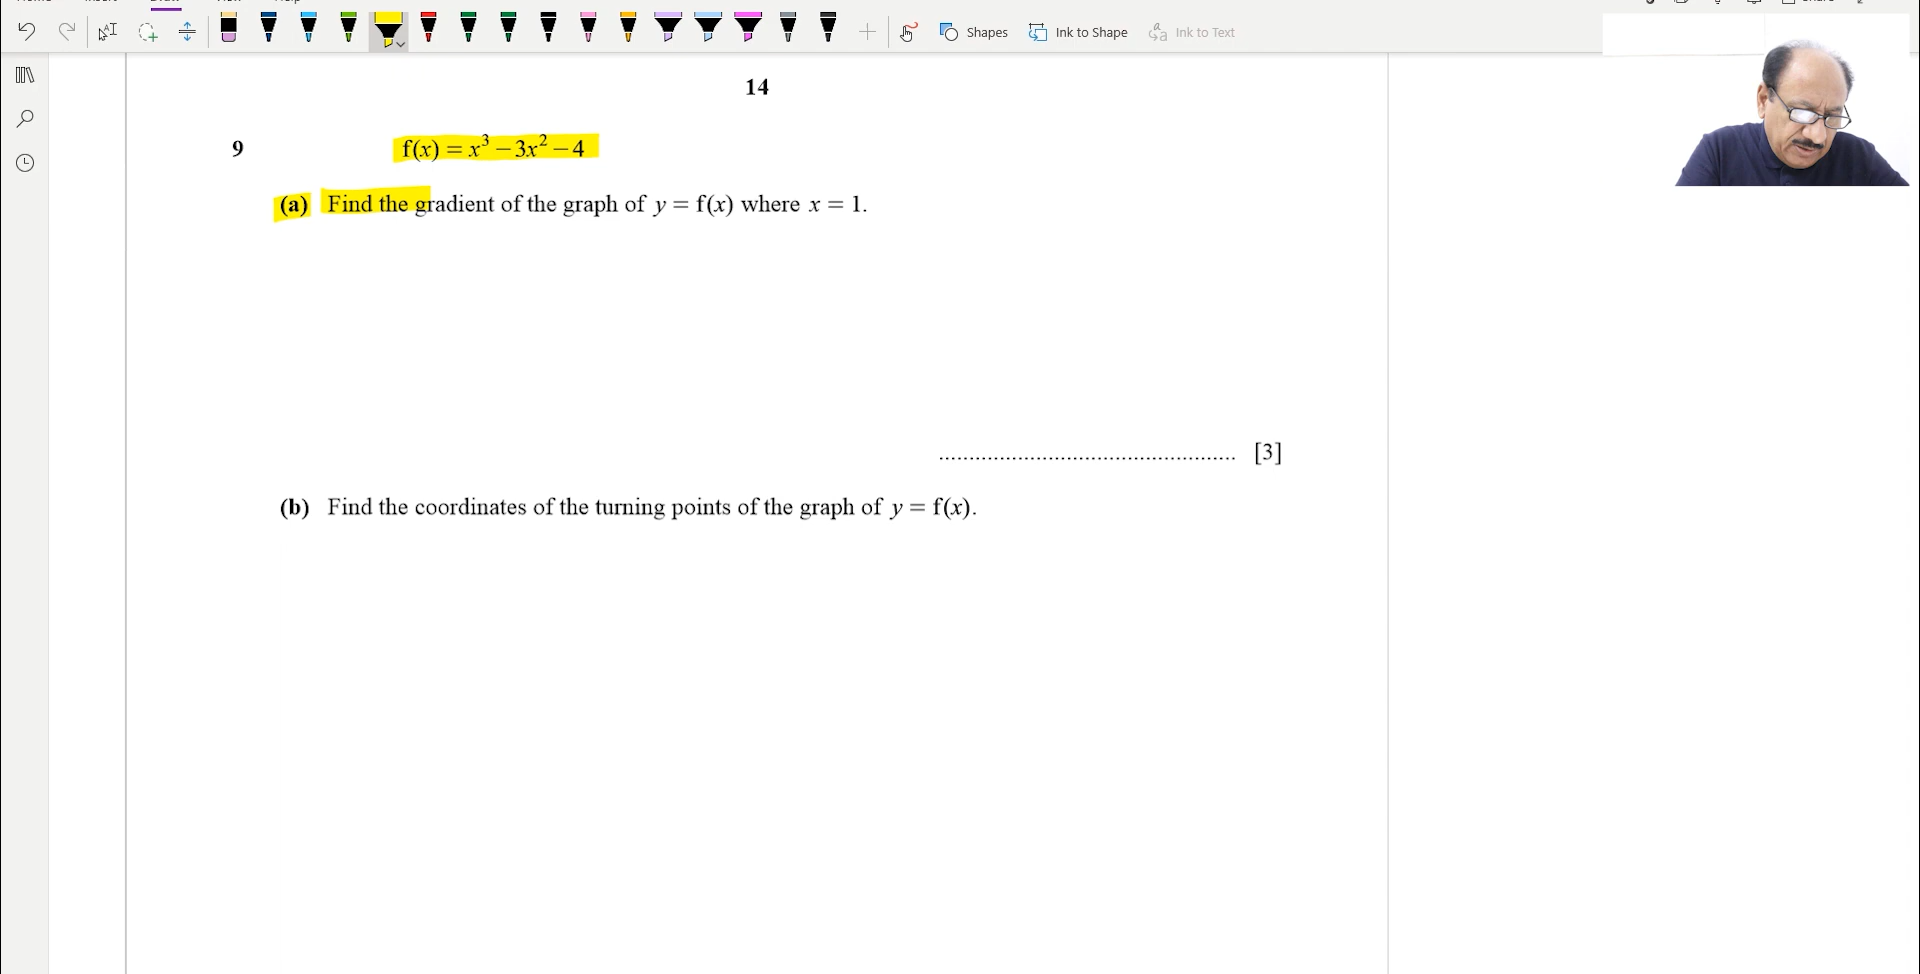 Shapes
Ink to Shape
Ink to Text
14
9 f(x) = x³ − 3x² − 4
(a) Find the gradient of the graph of y = f(x) where x = 1.
.................................................. [3]
(b) Find the coordinates of the turning points of the graph of y = f(x).